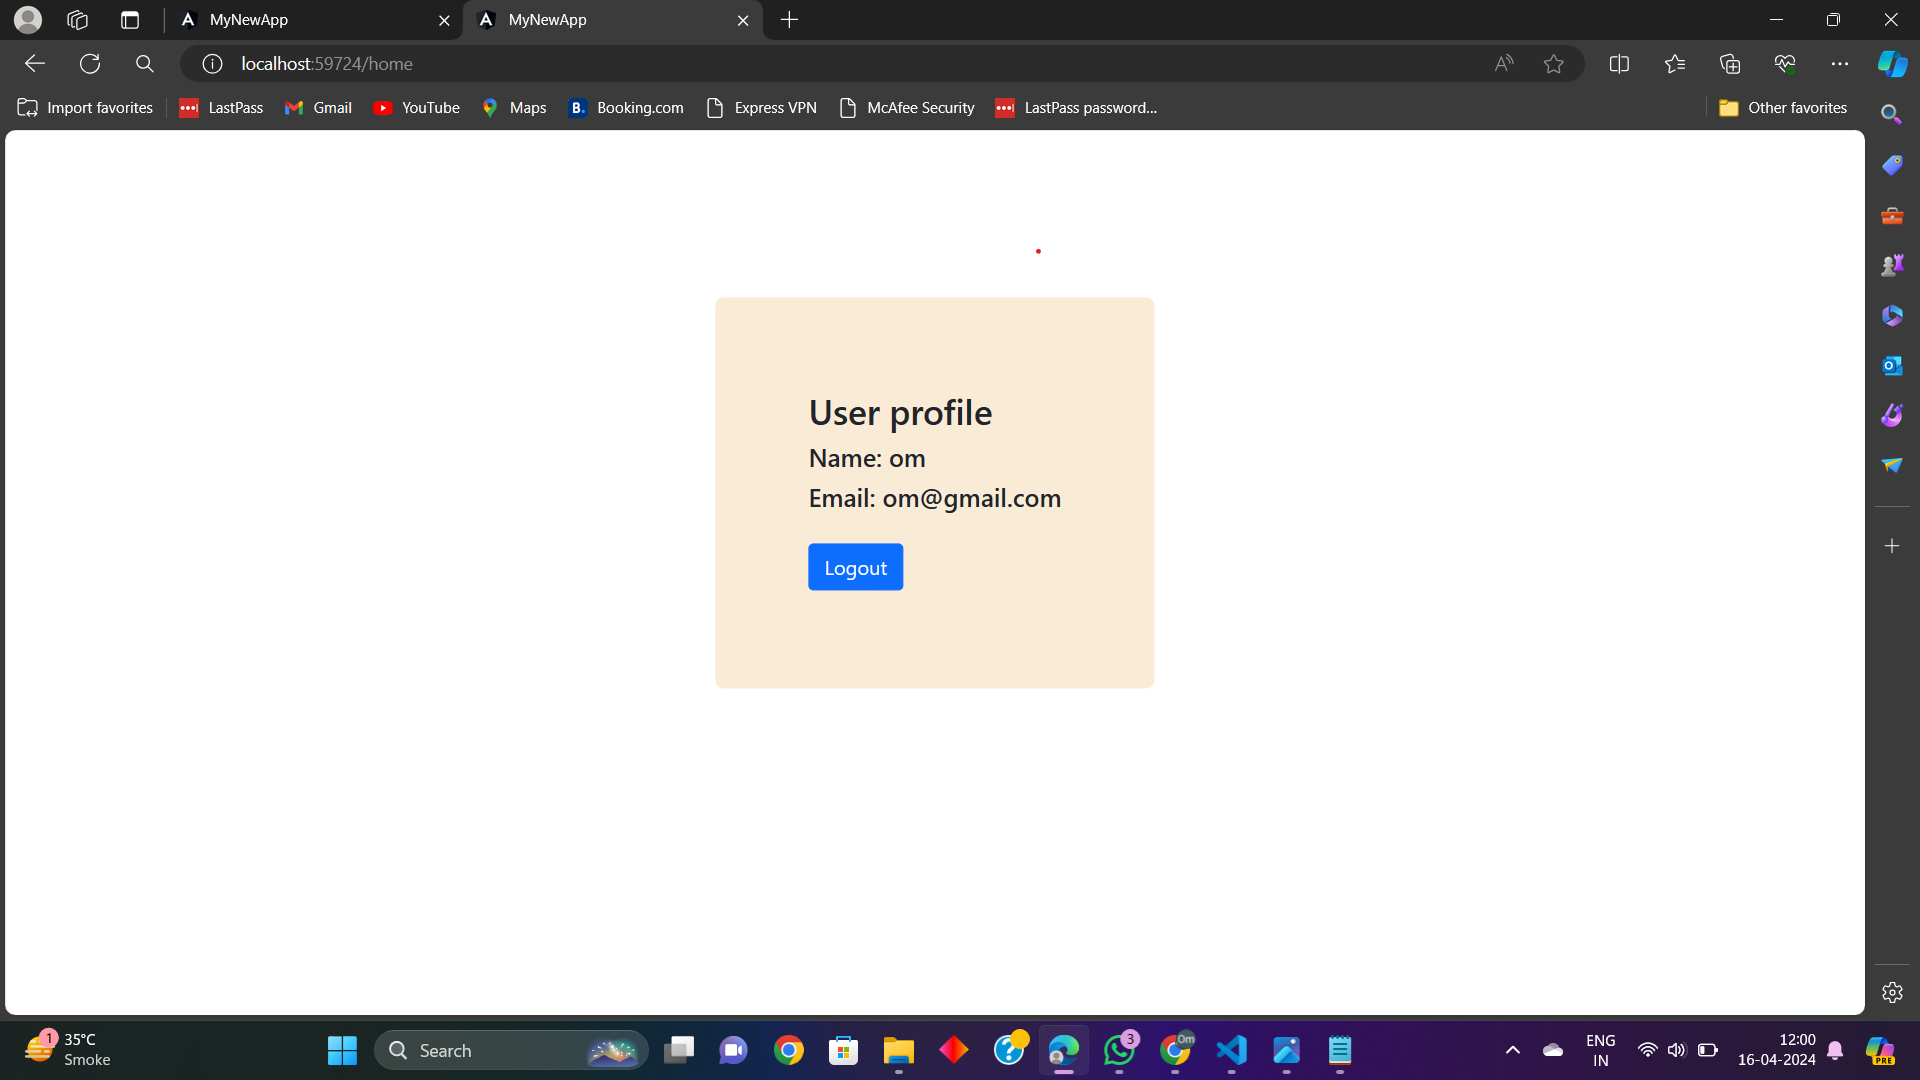 MyNewApp
MyNewApp
localhost:59724/home
Import favorites
LastPass
Gmail
YouTube
Maps
B. Booking.com
Express VPN
McAfee Security
LastPass password...
Other favorites
User profile
Name: om
Email: om@gmail.com
Logout
1
35°C
Smoke
Search
3
Om
ENG
IN
12:00
16-04-2024
PRE